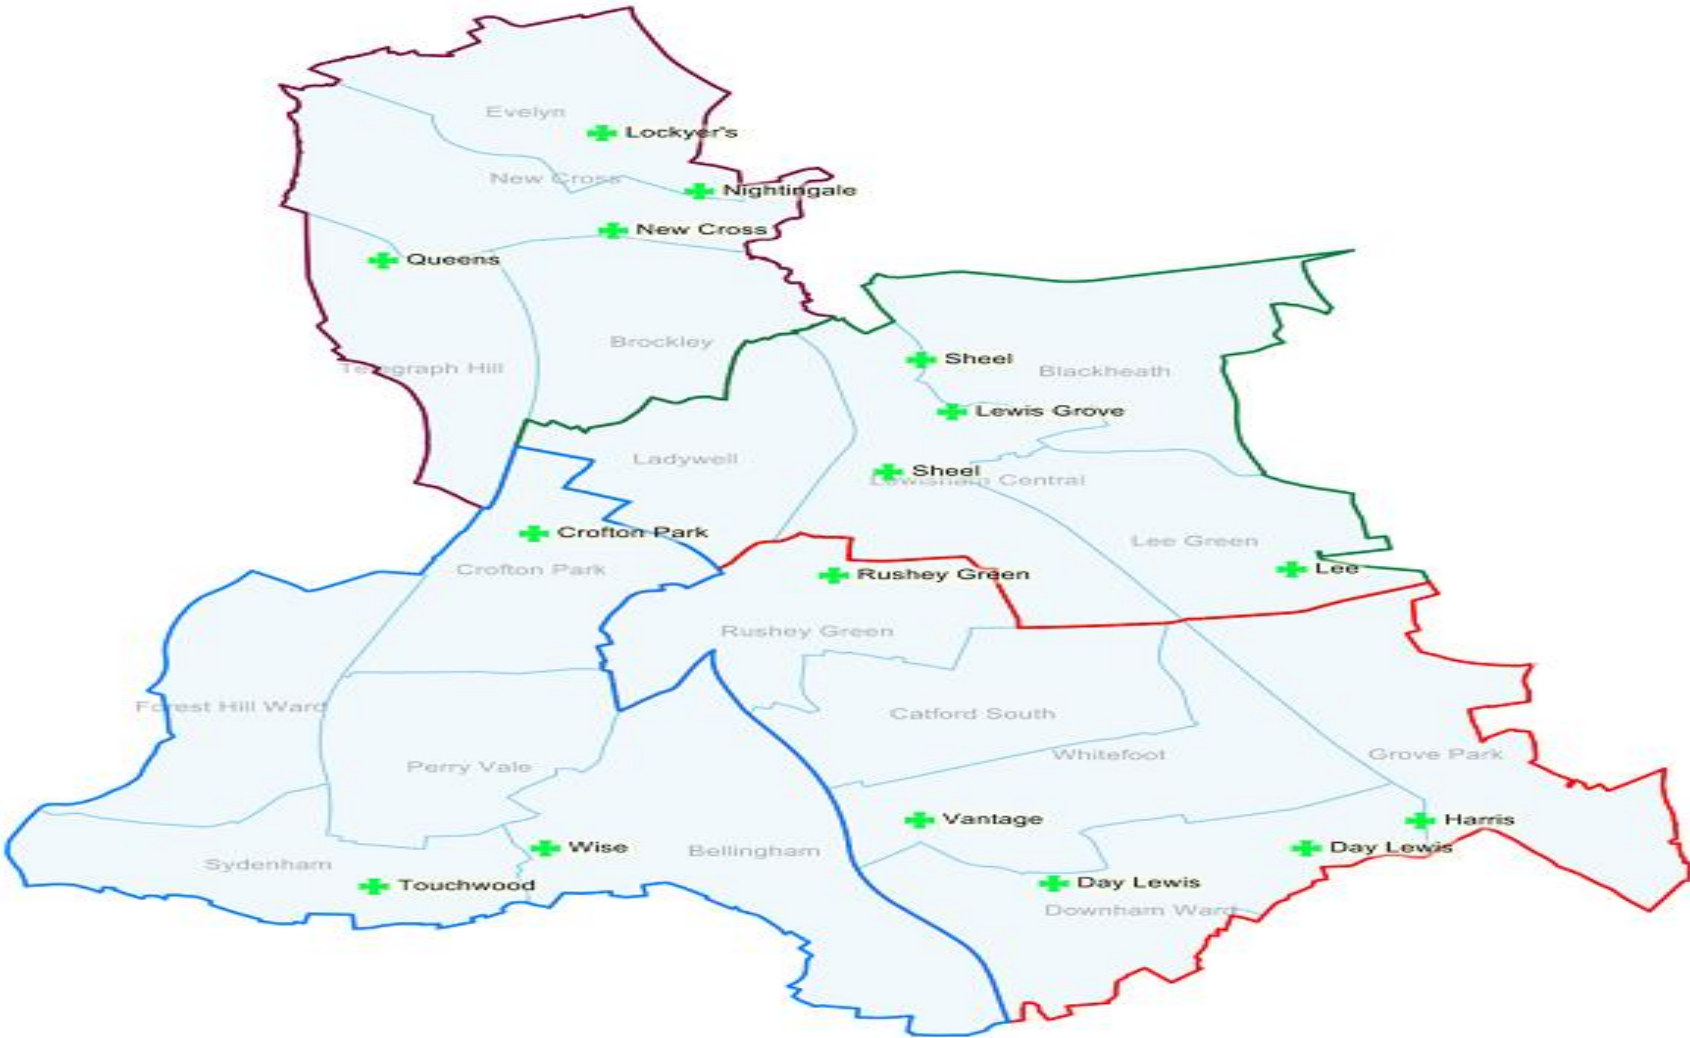 Evelyn
Lockyer's
New Cross
Nightingale
New Cross
Queens
Brockley
Telegraph Hill
Sheel
Blackheath
Lewis Grove
Ladywell
Sheel
Lewisham Central
Crofton Park
Lee Green
Crofton Park
Lee
Rushey Green
Rushey Green
Forest Hill Ward
Catford South
Perry Vale
Whitefoot
Grove Park
Vantage
Harris
Wise
Bellingham
Day Lewis
Sydenham
Touchwood
Day Lewis
Downham Ward